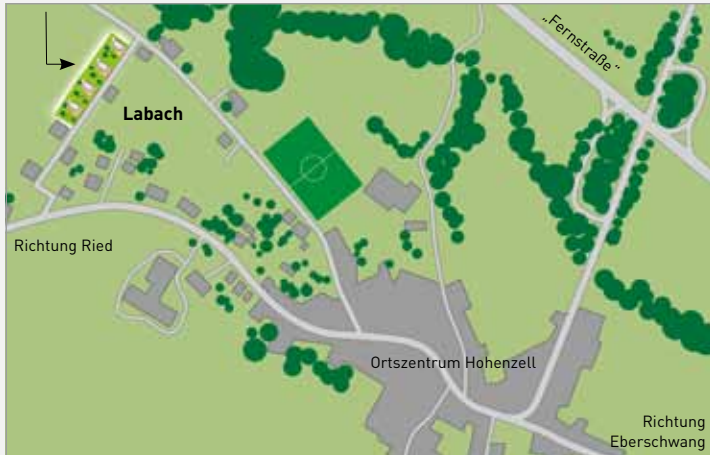 „Fernstraße“
Labach
Richtung Ried
Ortszentrum Hohenzell
Richtung
Eberschwang